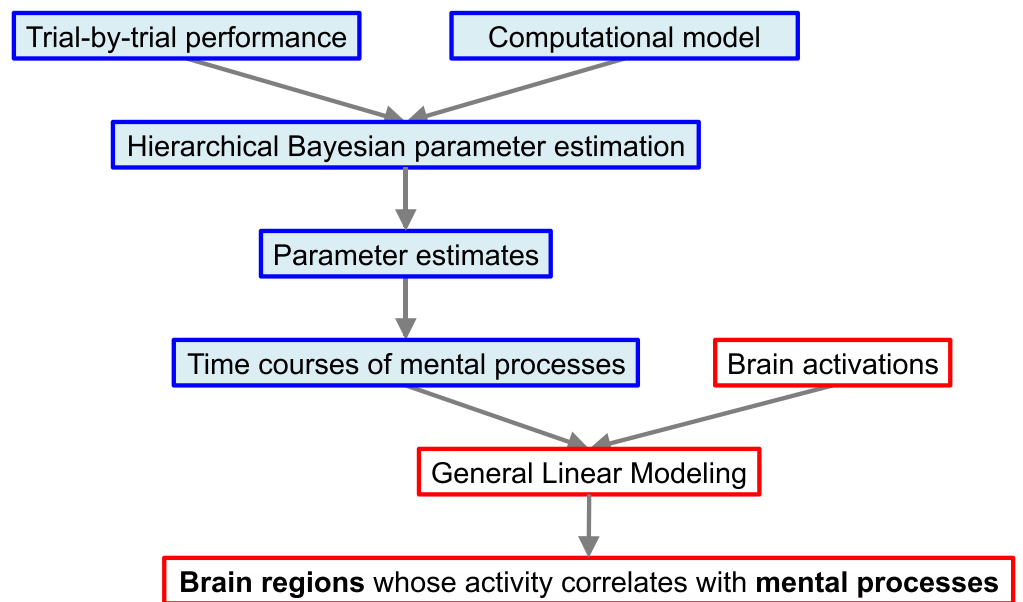 Trial-by-trial performance
Computational model
Hierarchical Bayesian parameter estimation
Parameter estimates
Time courses of mental processes
Brain activations
General Linear Modeling
Brain regions whose activity correlates with mental processes